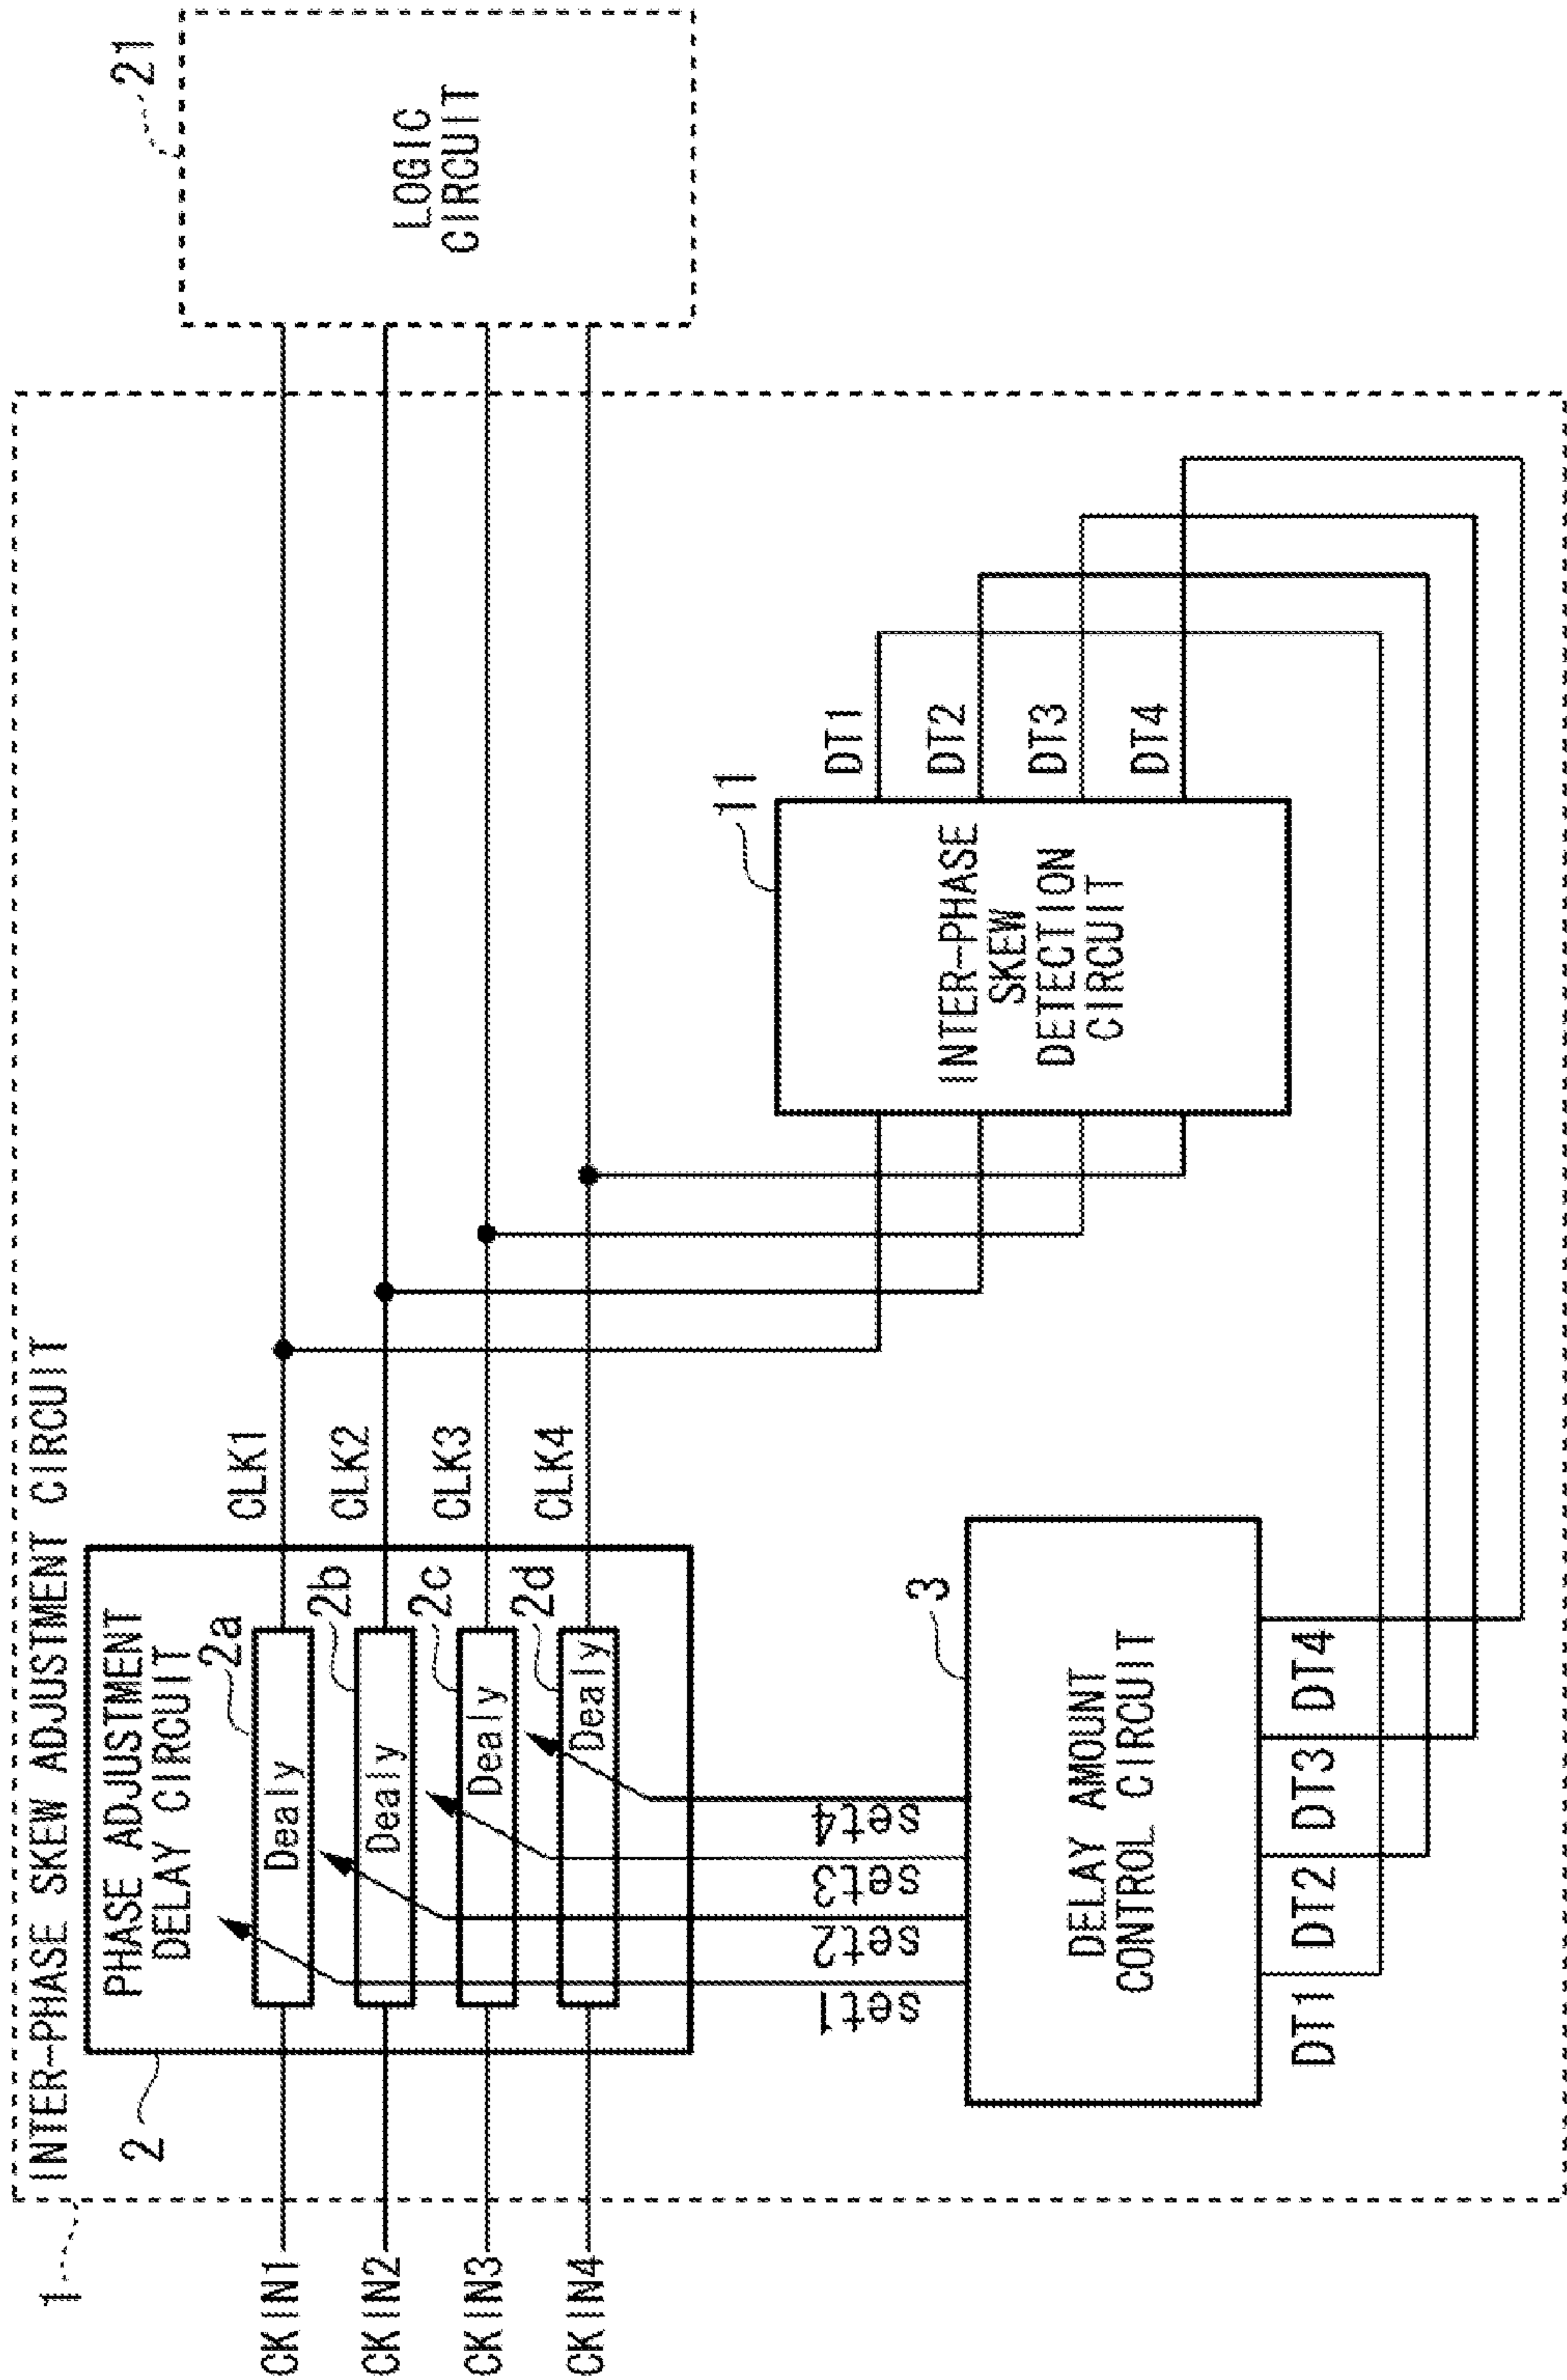 INTER-PHASE SKEW ADJUSTMENT CIRCUIT
1
2
PHASE ADJUSTMENT
DELAY CIRCUIT
CKIN1
2a
Dealy
CLK1
CKIN2
2b
Dealy
CLK2
CKIN3
2c
Dealy
CLK3
CKIN4
2d
Dealy
CLK4
21
LOGIC
CIRCUIT
set1
set2
set3
set4
3
DELAY AMOUNT
CONTROL CIRCUIT
DT1
DT2
DT3
DT4
11
INTER-PHASE
SKEW
DETECTION
CIRCUIT
DT1
DT2
DT3
DT4